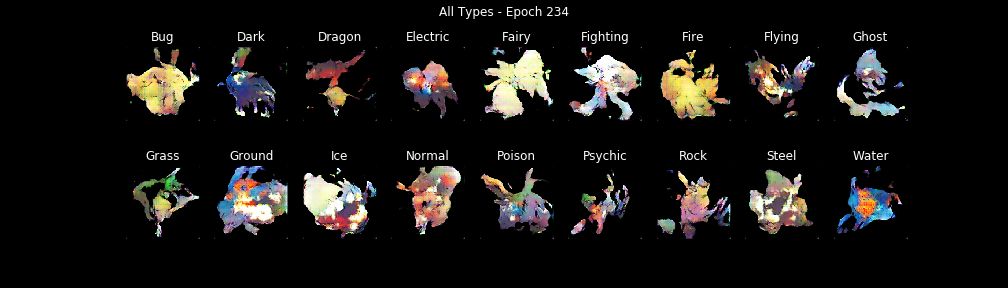 All Types - Epoch 234
Bug Dark Dragon Electric Fairy Fighting Fire Flying Ghost
Grass Ground Ice Normal Poison Psychic Rock Steel Water